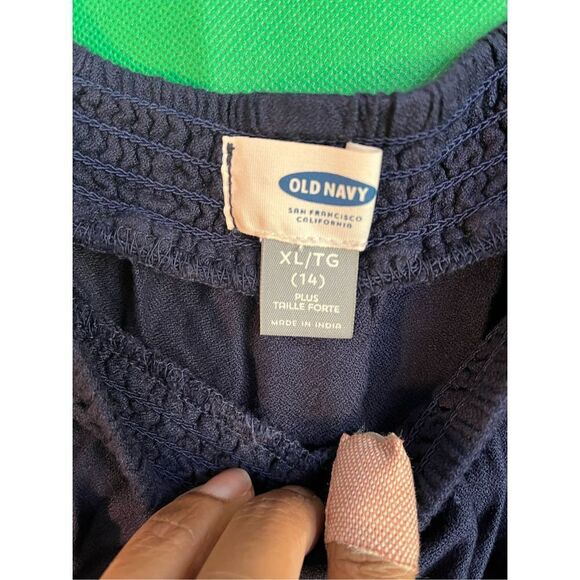 OLD NAVY
SAN FRANCISCO
CALIFORNIA
XL/TG
(14)
PLUS
TAILLE FORTE
MADE IN INDIA